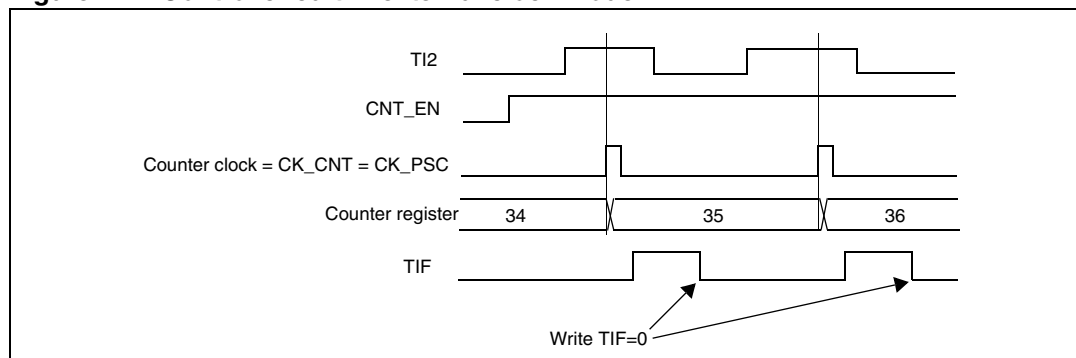 TI2
CNT_EN
Counter clock = CK_CNT = CK_PSC
Counter register 34 35 36
TIF
Write TIF=0